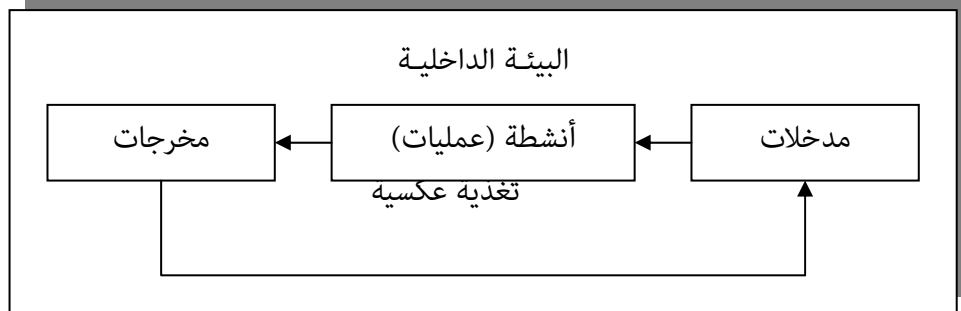 البيئـة الداخليـة
مدخلات
أنشطة (عمليات)
مخرجات
تغذية عكسية